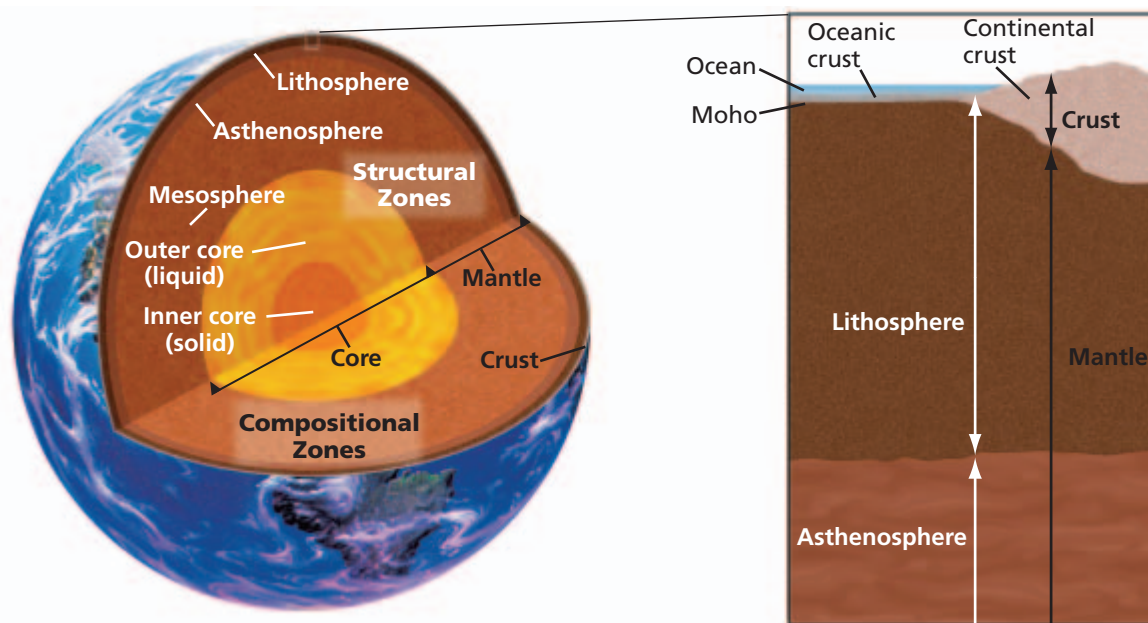 Lithosphere
Asthenosphere
Structural
Zones
Mesosphere
Outer core
(liquid)
Mantle
Inner core
(solid)
Core
Crust
Compositional
Zones
Oceanic
crust
Continental
crust
Ocean
Moho
Crust
Lithosphere
Mantle
Asthenosphere